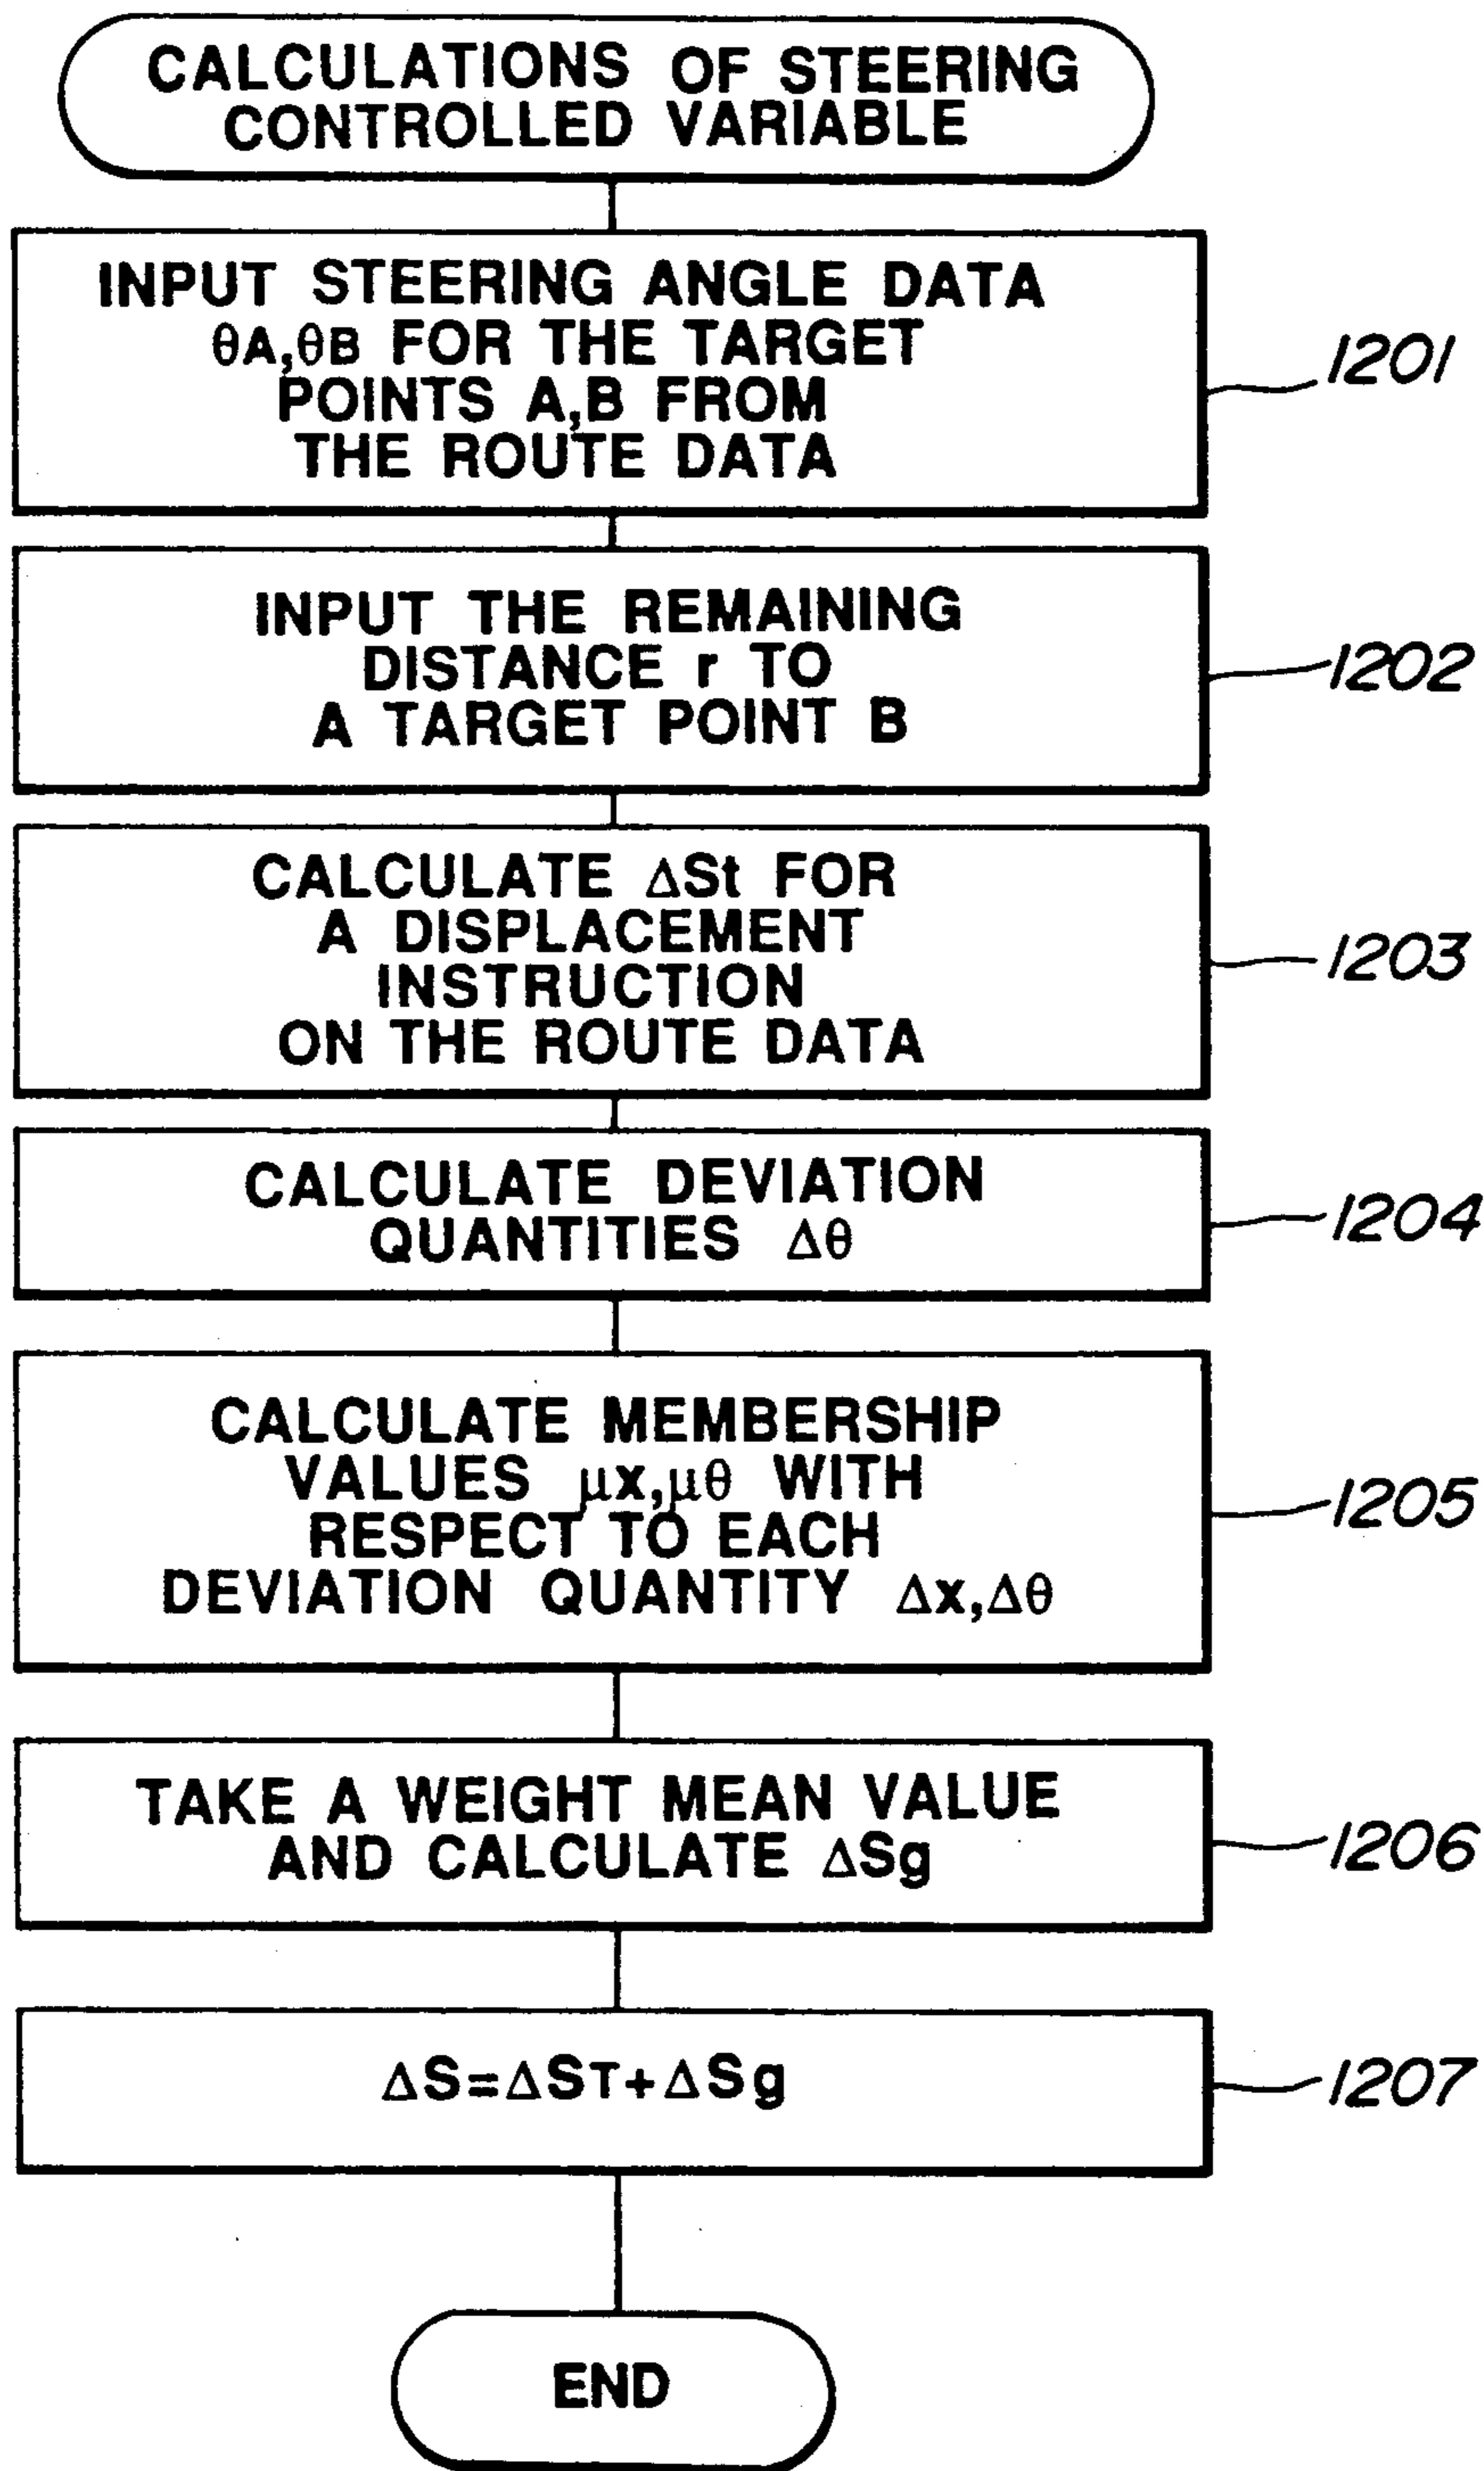 CALCULATIONS OF STEERING
CONTROLLED VARIABLE
INPUT STEERING ANGLE DATA
θA,θB FOR THE TARGET
POINTS A,B FROM
THE ROUTE DATA
1201
INPUT THE REMAINING
DISTANCE r TO
A TARGET POINT B
1202
CALCULATE ΔSt FOR
A DISPLACEMENT
INSTRUCTION
ON THE ROUTE DATA
1203
CALCULATE DEVIATION
QUANTITIES Δθ
1204
CALCULATE MEMBERSHIP
VALUES μx,μθ WITH
RESPECT TO EACH
DEVIATION QUANTITY Δx,Δθ
1205
TAKE A WEIGHT MEAN VALUE
AND CALCULATE ΔSg
1206
ΔS=ΔST+ΔSg
1207
END